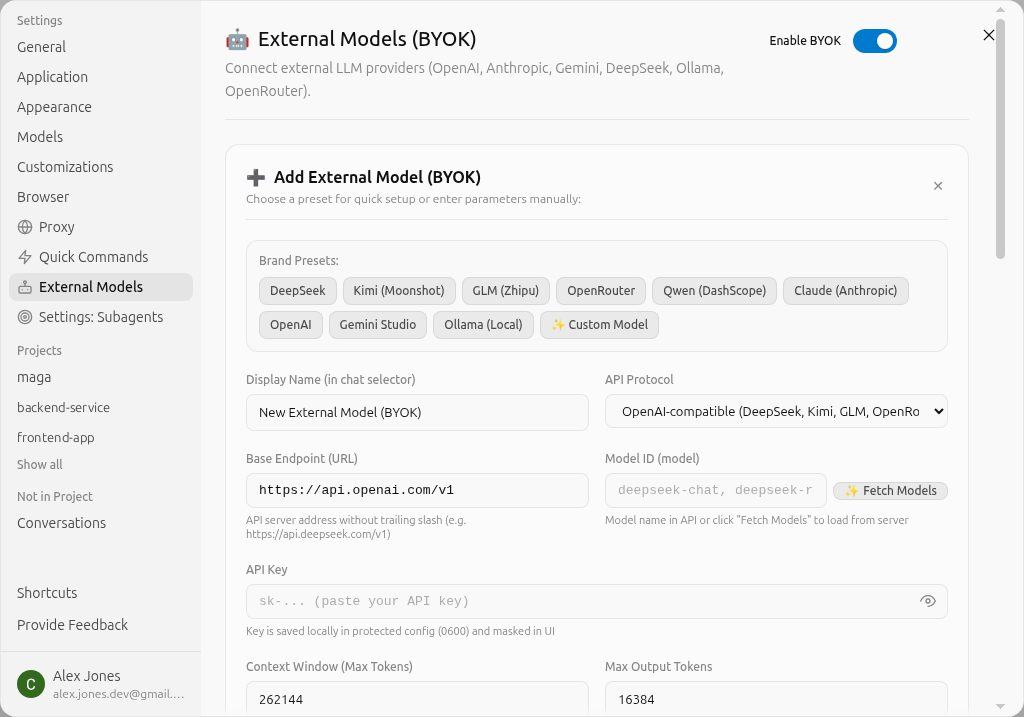 Settings
General
Application
Appearance
Models
Customizations
Browser
Proxy
Quick Commands
External Models
Settings: Subagents
Projects
maga
backend-service
frontend-app
Show all
Not in Project
Conversations
Shortcuts
Provide Feedback
C
Alex Jones
alex.jones.dev@gmail....
External Models (BYOK)
Enable BYOK
Connect external LLM providers (OpenAI, Anthropic, Gemini, DeepSeek, Ollama,
OpenRouter).
Add External Model (BYOK)
Choose a preset for quick setup or enter parameters manually:
Brand Presets:
DeepSeek Kimi (Moonshot) GLM (Zhipu) OpenRouter Qwen (DashScope) Claude (Anthropic)
OpenAI Gemini Studio Ollama (Local) ✨ Custom Model
Display Name (in chat selector)
New External Model (BYOK)
API Protocol
OpenAI-compatible (DeepSeek, Kimi, GLM, OpenRo
Base Endpoint (URL)
https://api.openai.com/v1
API server address without trailing slash (e.g.
https://api.deepseek.com/v1)
Model ID (model)
deepseek-chat, deepseek-r
✨ Fetch Models
Model name in API or click "Fetch Models" to load from server
API Key
sk-... (paste your API key)
Key is saved locally in protected config (0600) and masked in UI
Context Window (Max Tokens)
262144
Max Output Tokens
16384